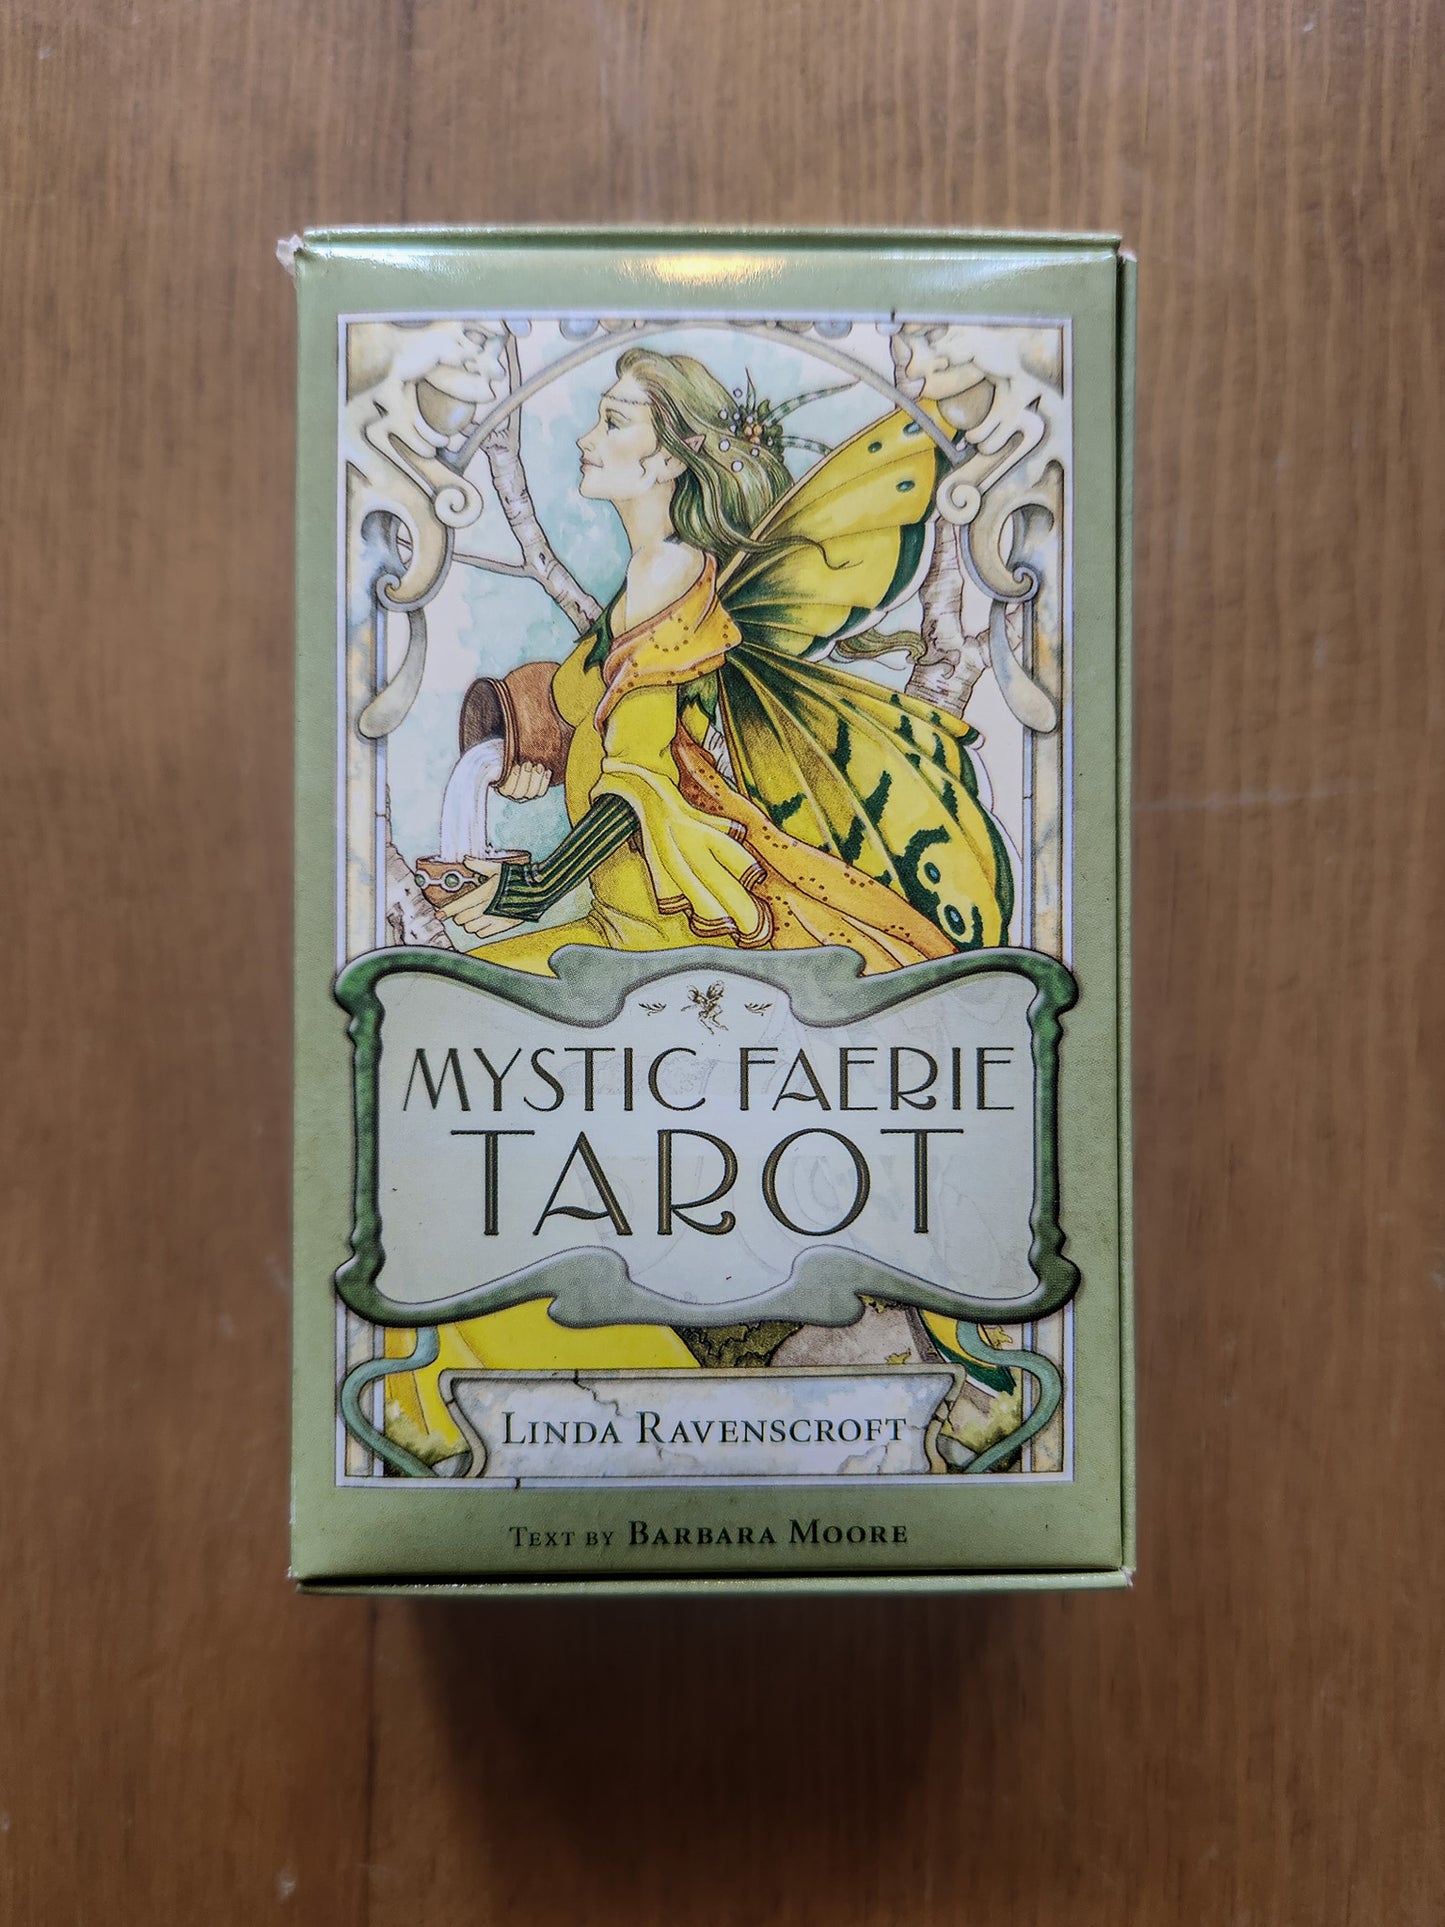 MYSTIC FAERIE
TAROT
LINDA RAVENSCROFT
TEXT BY BARBARA MOORE